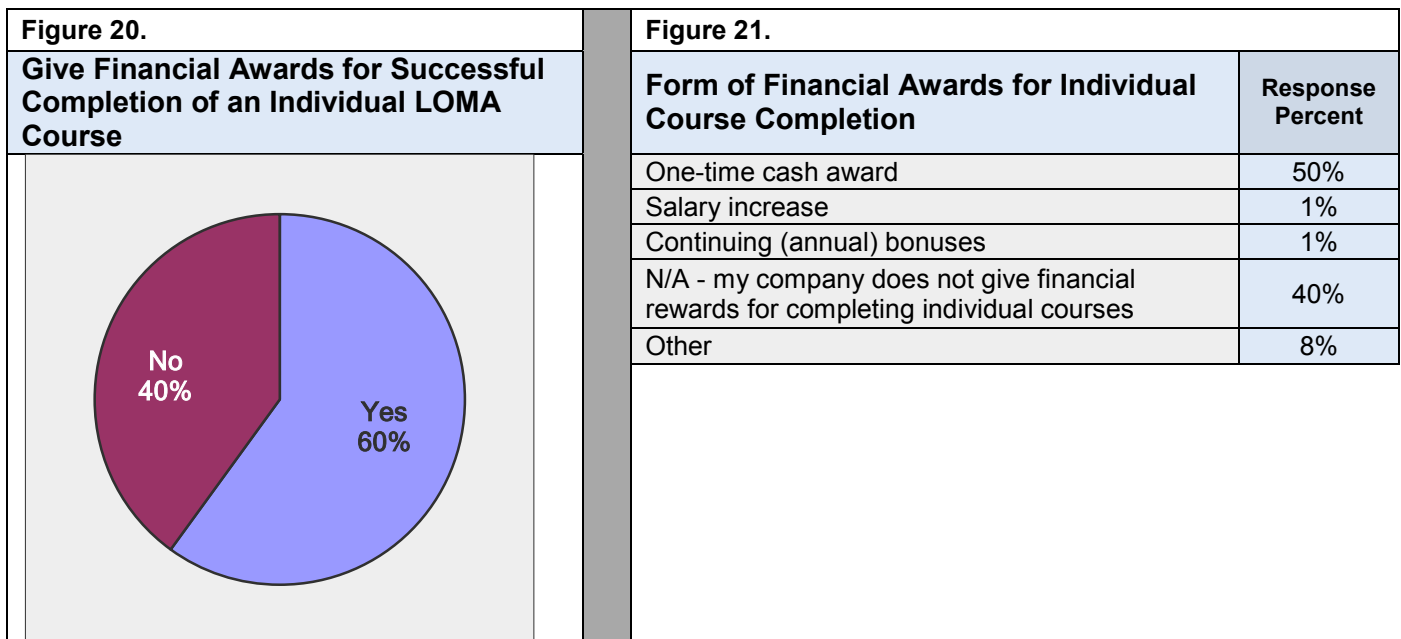 Figure 20.
Give Financial Awards for Successful
Completion of an Individual LOMA
Course
No
40%
Yes
60%
Figure 21.
Form of Financial Awards for Individual
Course Completion
Response
Percent
One-time cash award 50%
Salary increase 1%
Continuing (annual) bonuses 1%
N/A - my company does not give financial
rewards for completing individual courses 40%
Other 8%